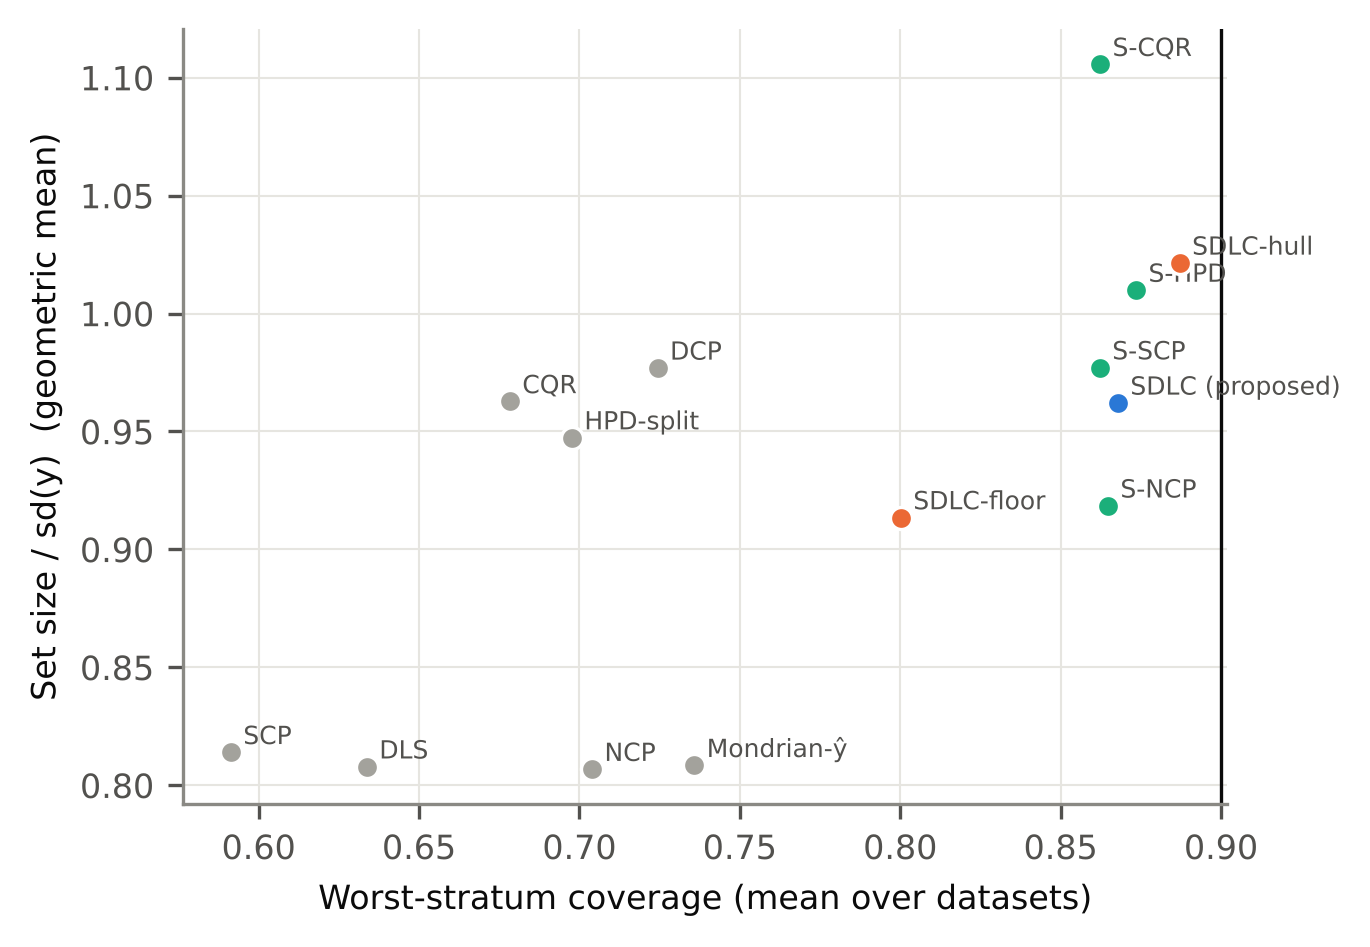 S-CQR
1.10
1.05
SDLC-hull
S-HPD
1.00
DCP
S-SCP
CQR
SDLC (proposed)
HPD-split
0.95
S-NCP
SDLC-floor
0.90
0.85
SCP
DLS
NCP
Mondrian-ŷ
0.80
Set size / sd(y) (geometric mean)
0.60 0.65 0.70 0.75 0.80 0.85 0.90
Worst-stratum coverage (mean over datasets)